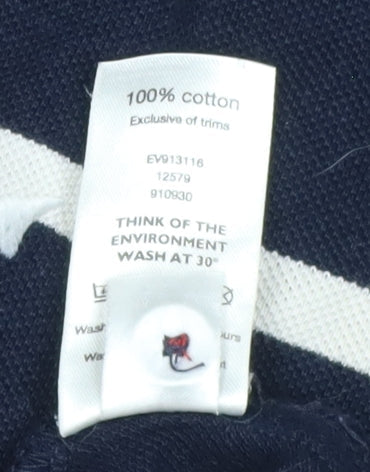 100% cotton
Exclusive of trims
EV913116
12579
910930
THINK OF THE
ENVIRONMENT
WASH AT 30°